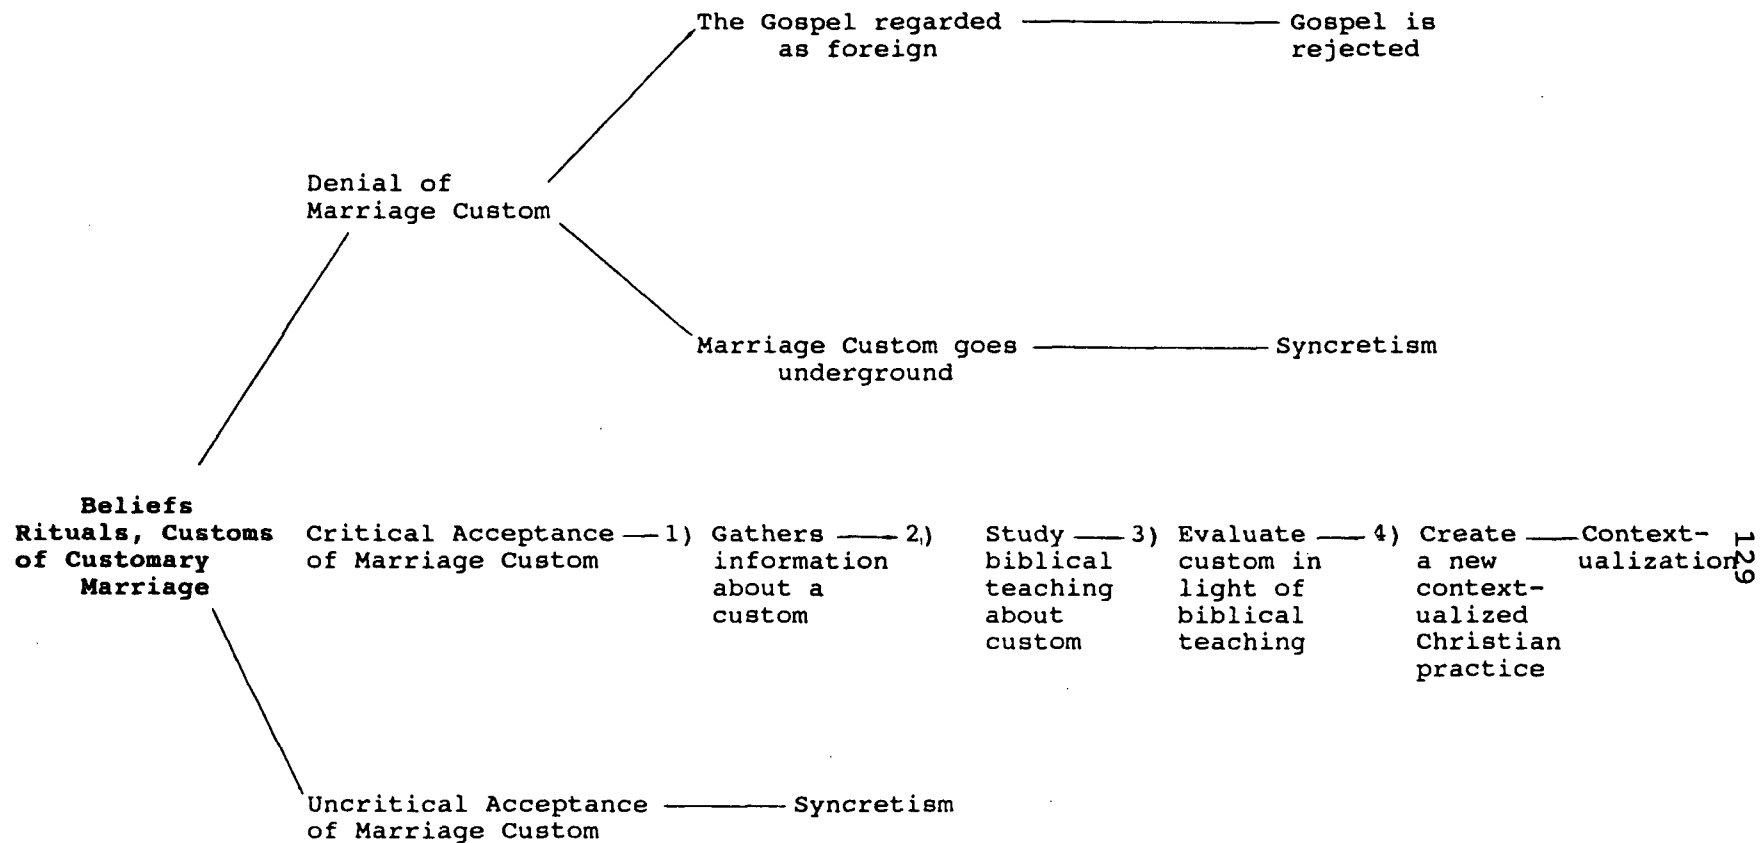 The Gospel regarded
as foreign
Gospel is
rejected
Denial of
Marriage Custom
Marriage Custom goes
underground
Syncretism
Beliefs
Rituals, Customs
of Customary
Marriage
Critical Acceptance
of Marriage Custom
1) Gathers
information
about a
custom
2) Study
biblical
teaching
about
custom
3) Evaluate
custom in
light of
biblical
teaching
4) Create
a new
context-
ualized
Christian
practice
Context-
ualization
Uncritical Acceptance
of Marriage Custom
Syncretism
129